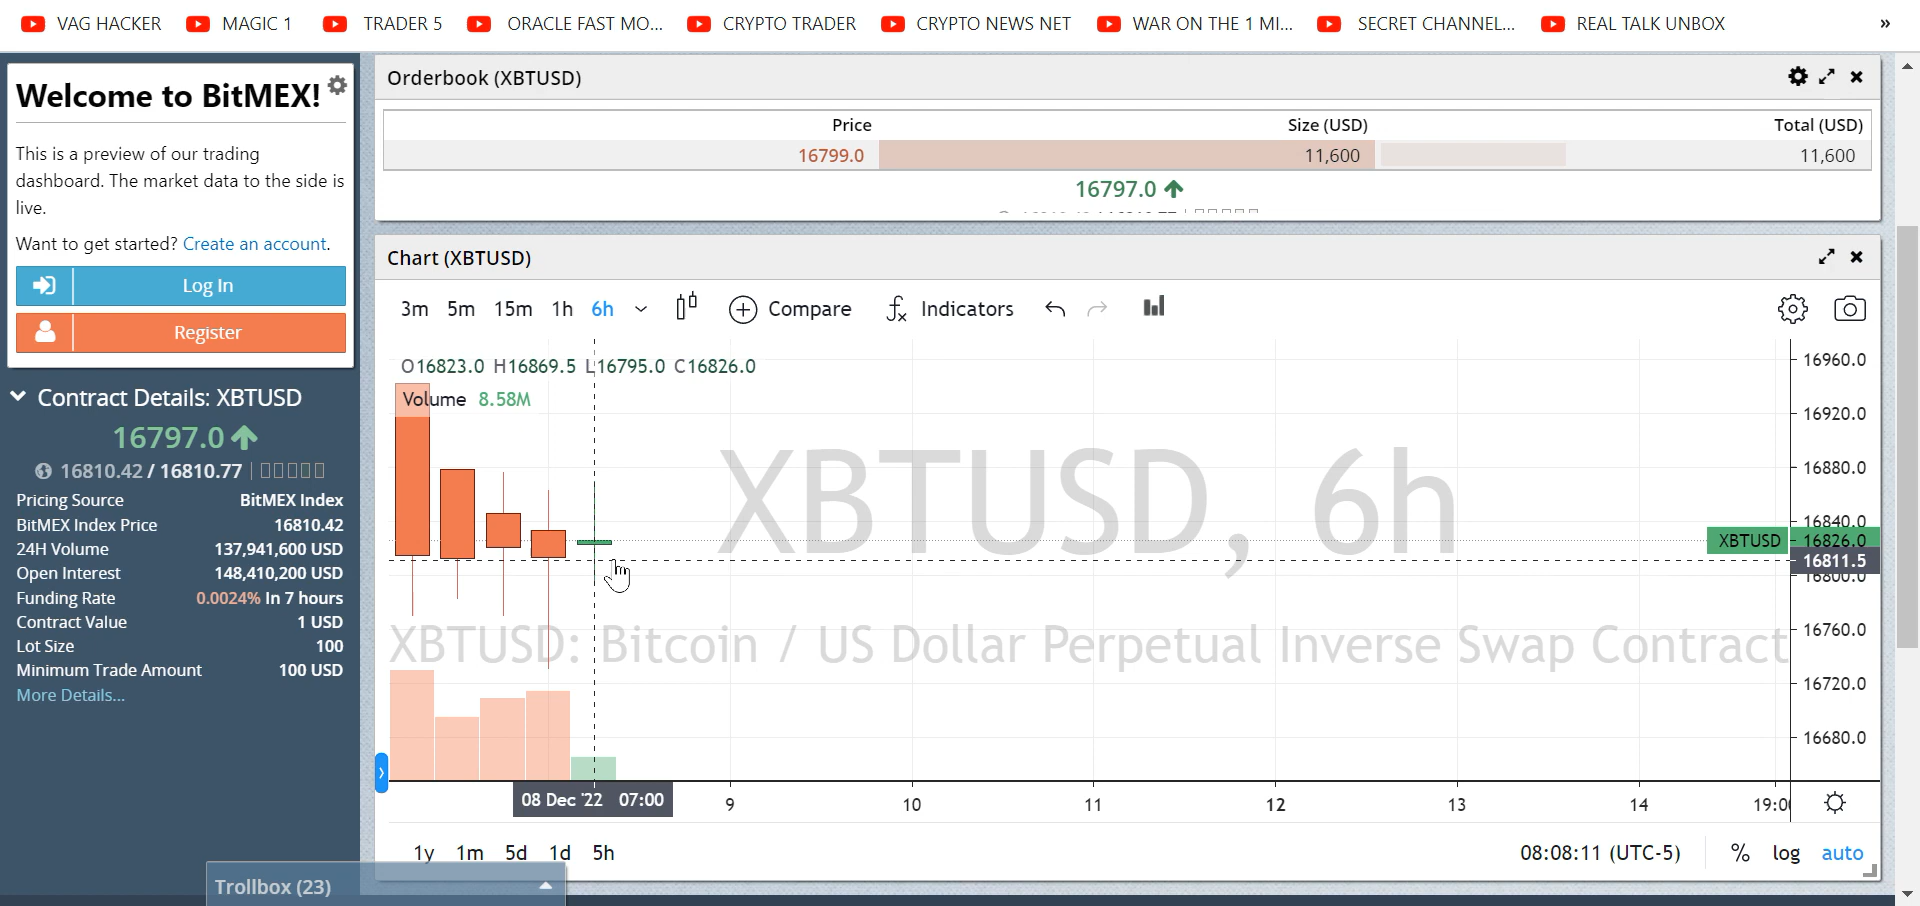 VAG HACKER MAGIC 1 TRADER 5 ORACLE FAST MO... CRYPTO TRADER CRYPTO NEWS NET WAR ON THE 1 MI... SECRET CHANNEL... REAL TALK UNBOX »
Welcome to BitMEX!
This is a preview of our trading
dashboard. The market data to the side is
live.
Want to get started? Create an account.
Log In
Register
Contract Details: XBTUSD
16797.0
16810.42 / 16810.77
Pricing Source BitMEX Index
BitMEX Index Price 16810.42
24H Volume 137,941,600 USD
Open Interest 148,410,200 USD
Funding Rate 0.0024% In 7 hours
Contract Value 1 USD
Lot Size 100
Minimum Trade Amount 100 USD
More Details...
Trollbox (23)
Orderbook (XBTUSD)
Price Size (USD) Total (USD)
16799.0 11,600 11,600
16797.0
Chart (XBTUSD)
3m 5m 15m 1h 6h Compare Indicators
O16823.0 H16869.5 L16795.0 C16826.0
Volume 8.58M
XBTUSD, 6h
XBTUSD: Bitcoin / US Dollar Perpetual Inverse Swap Contract
16960.0
16920.0
16880.0
16840.0
XBTUSD 16826.0
16811.5
16800.0
16760.0
16720.0
16680.0
08 Dec '22 07:00 9 10 11 12 13 14 19:0
1y 1m 5d 1d 5h 08:08:11 (UTC-5) % log auto